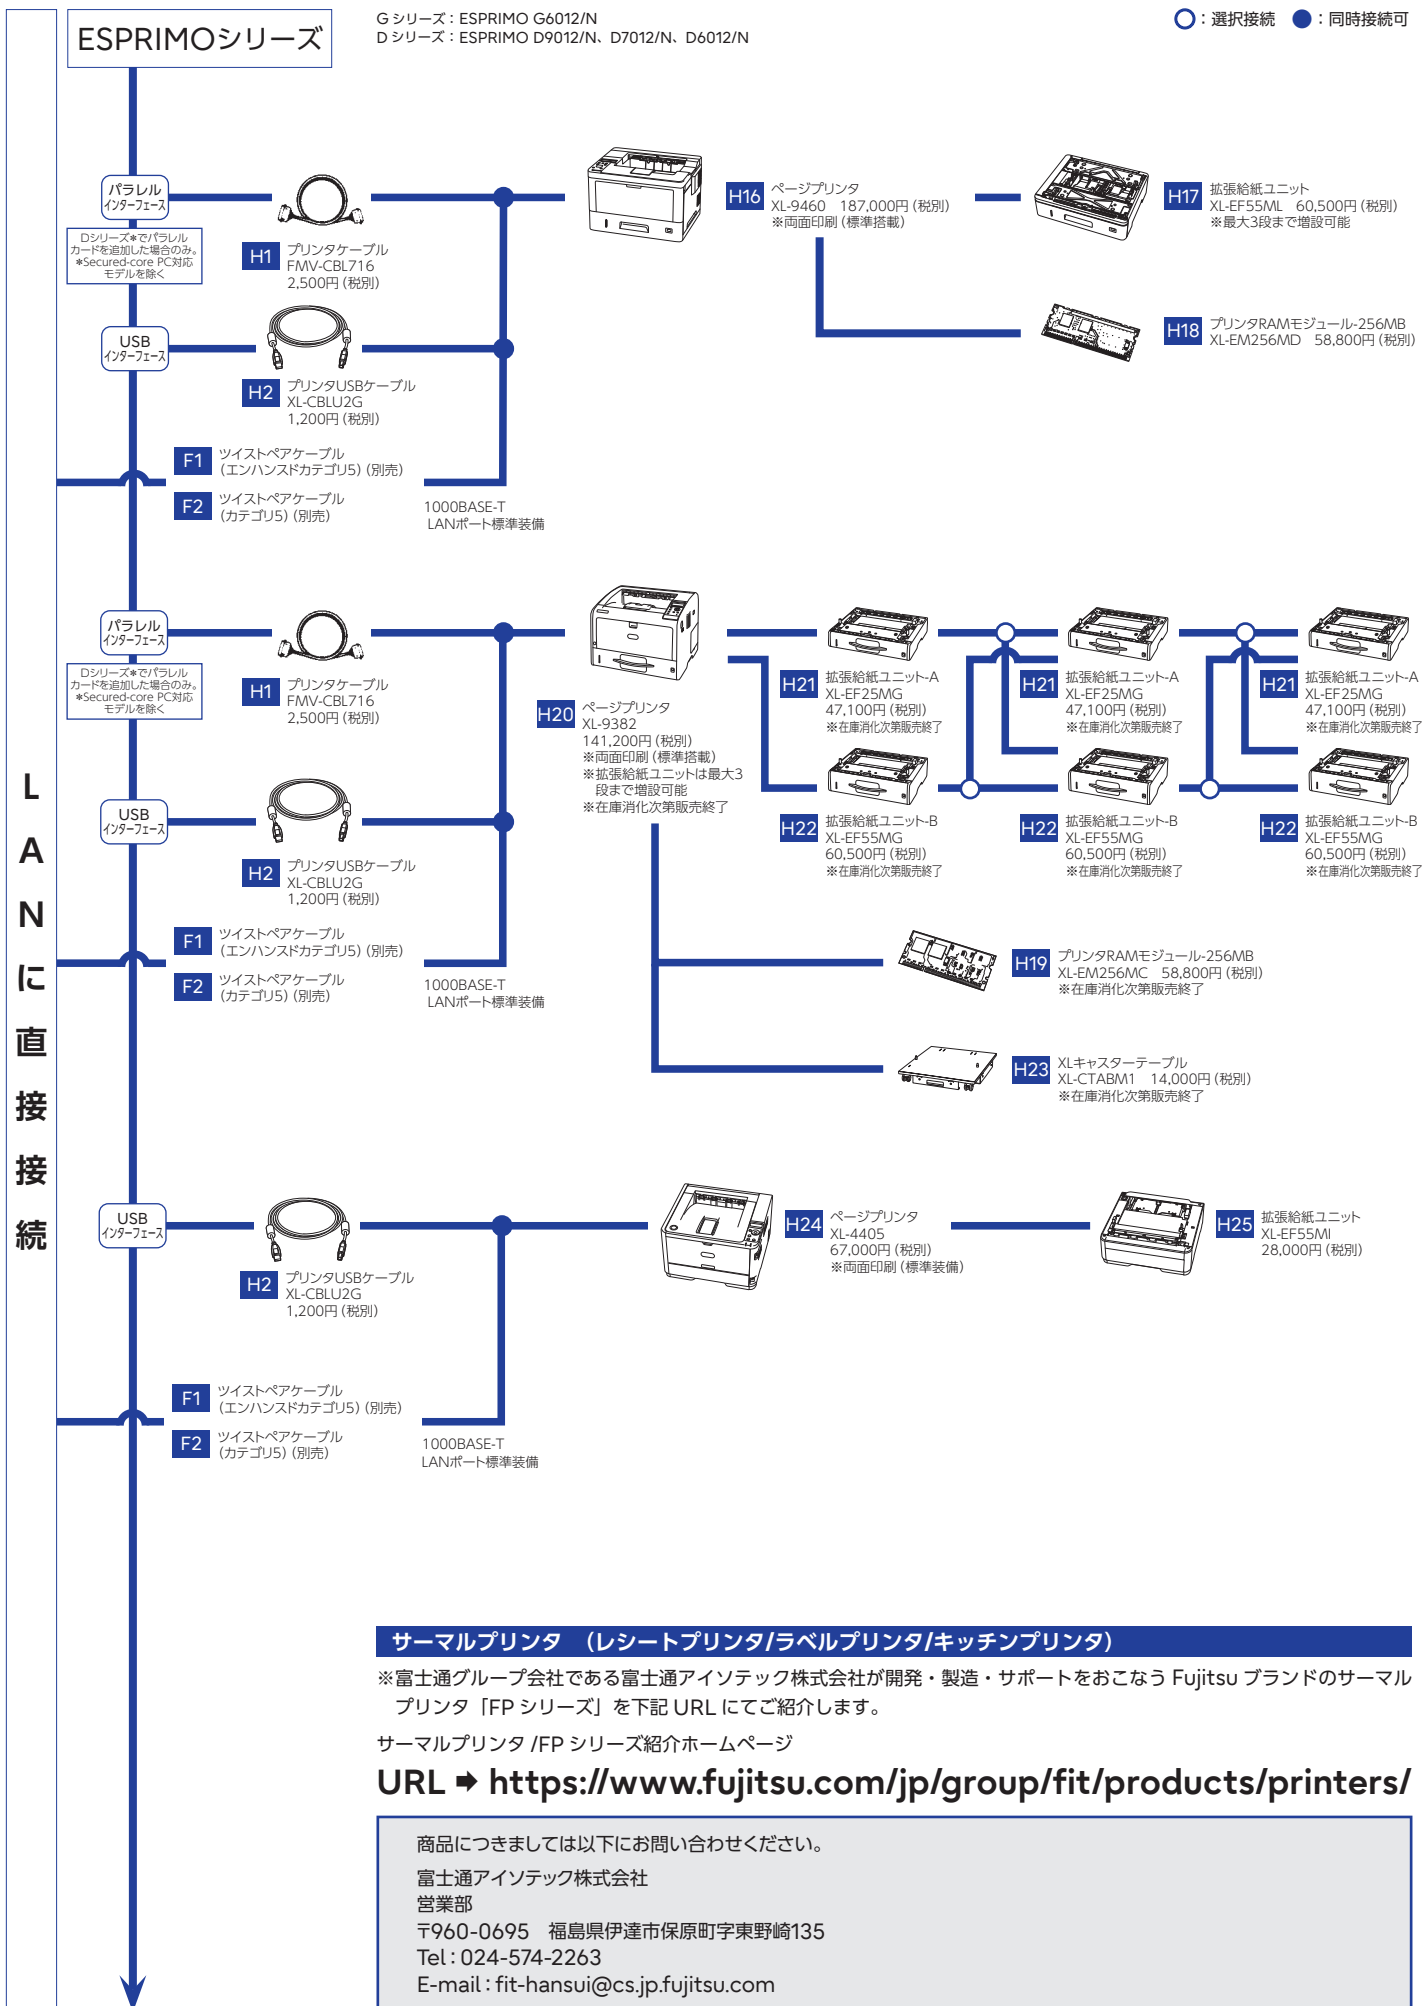 G シリーズ：ESPRIMO G6012/N
D シリーズ：ESPRIMO D9012/N、D7012/N、D6012/N
○：選択接続　●：同時接続可
ESPRIMOシリーズ
LANに直接接続
パラレル
インターフェース
Dシリーズ*でパラレル
カードを追加した場合のみ。
*Secured-core PC対応
モデルを除く
H1 プリンタケーブル
FMV-CBL716
2,500円（税別）
USB
インターフェース
H2 プリンタUSBケーブル
XL-CBLU2G
1,200円（税別）
F1 ツイストペアケーブル
（エンハンスドカテゴリ5）（別売）
F2 ツイストペアケーブル
（カテゴリ5）（別売）
1000BASE-T
LANポート標準装備
H16 ページプリンタ
XL-9460　187,000円（税別）
※両面印刷（標準搭載）
H17 拡張給紙ユニット
XL-EF55ML　60,500円（税別）
※最大3段まで増設可能
H18 プリンタRAMモジュール-256MB
XL-EM256MD　58,800円（税別）
パラレル
インターフェース
Dシリーズ*でパラレル
カードを追加した場合のみ。
*Secured-core PC対応
モデルを除く
H1 プリンタケーブル
FMV-CBL716
2,500円（税別）
USB
インターフェース
H2 プリンタUSBケーブル
XL-CBLU2G
1,200円（税別）
F1 ツイストペアケーブル
（エンハンスドカテゴリ5）（別売）
F2 ツイストペアケーブル
（カテゴリ5）（別売）
1000BASE-T
LANポート標準装備
H20 ページプリンタ
XL-9382
141,200円（税別）
※両面印刷（標準搭載）
※拡張給紙ユニットは最大3
段まで増設可能
※在庫消化次第販売終了
H21 拡張給紙ユニット-A
XL-EF25MG
47,100円（税別）
※在庫消化次第販売終了
H21 拡張給紙ユニット-A
XL-EF25MG
47,100円（税別）
※在庫消化次第販売終了
H21 拡張給紙ユニット-A
XL-EF25MG
47,100円（税別）
※在庫消化次第販売終了
H22 拡張給紙ユニット-B
XL-EF55MG
60,500円（税別）
※在庫消化次第販売終了
H22 拡張給紙ユニット-B
XL-EF55MG
60,500円（税別）
※在庫消化次第販売終了
H22 拡張給紙ユニット-B
XL-EF55MG
60,500円（税別）
※在庫消化次第販売終了
H19 プリンタRAMモジュール-256MB
XL-EM256MC　58,800円（税別）
※在庫消化次第販売終了
H23 XLキャスターテーブル
XL-CTABM1　14,000円（税別）
※在庫消化次第販売終了
USB
インターフェース
H2 プリンタUSBケーブル
XL-CBLU2G
1,200円（税別）
F1 ツイストペアケーブル
（エンハンスドカテゴリ5）（別売）
F2 ツイストペアケーブル
（カテゴリ5）（別売）
1000BASE-T
LANポート標準装備
H24 ページプリンタ
XL-4405
67,000円（税別）
※両面印刷（標準装備）
H25 拡張給紙ユニット
XL-EF55MI
28,000円（税別）
サーマルプリンタ　（レシートプリンタ/ラベルプリンタ/キッチンプリンタ）
※富士通グループ会社である富士通アイソテック株式会社が開発・製造・サポートをおこなう Fujitsu ブランドのサーマル
プリンタ「FP シリーズ」を下記 URL にてご紹介します。
サーマルプリンタ /FP シリーズ紹介ホームページ
URL ➡ https://www.fujitsu.com/jp/group/fit/products/printers/
商品につきましては以下にお問い合わせください。
富士通アイソテック株式会社
営業部
〒960-0695　福島県伊達市保原町字東野崎135
Tel：024-574-2263
E-mail：fit-hansui@cs.jp.fujitsu.com